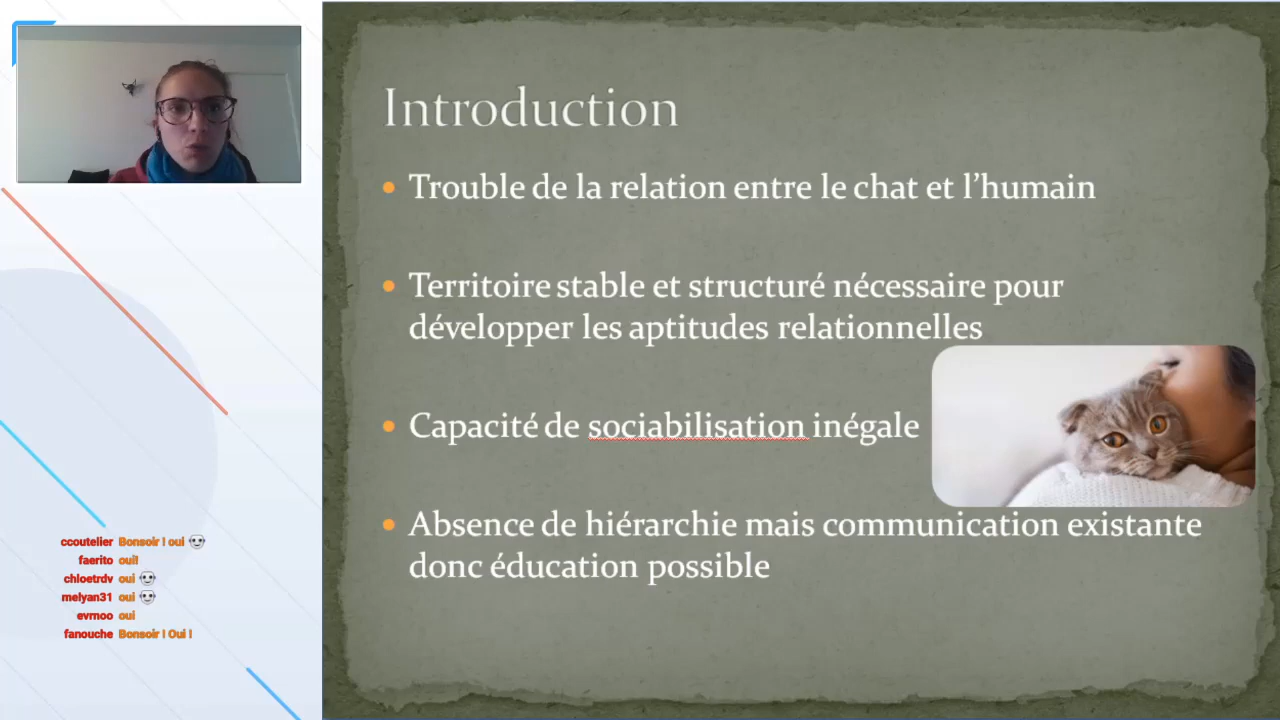 Introduction
Trouble de la relation entre le chat et l’humain
Territoire stable et structuré nécessaire pour
développer les aptitudes relationnelles
Capacité de sociabilisation inégale
Absence de hiérarchie mais communication existante
donc éducation possible
ccoutelier Bonsoir ! oui
faerito oui!
chloetrdv oui
melyan31 oui
evrnoo oui
fanouche Bonsoir ! Oui !